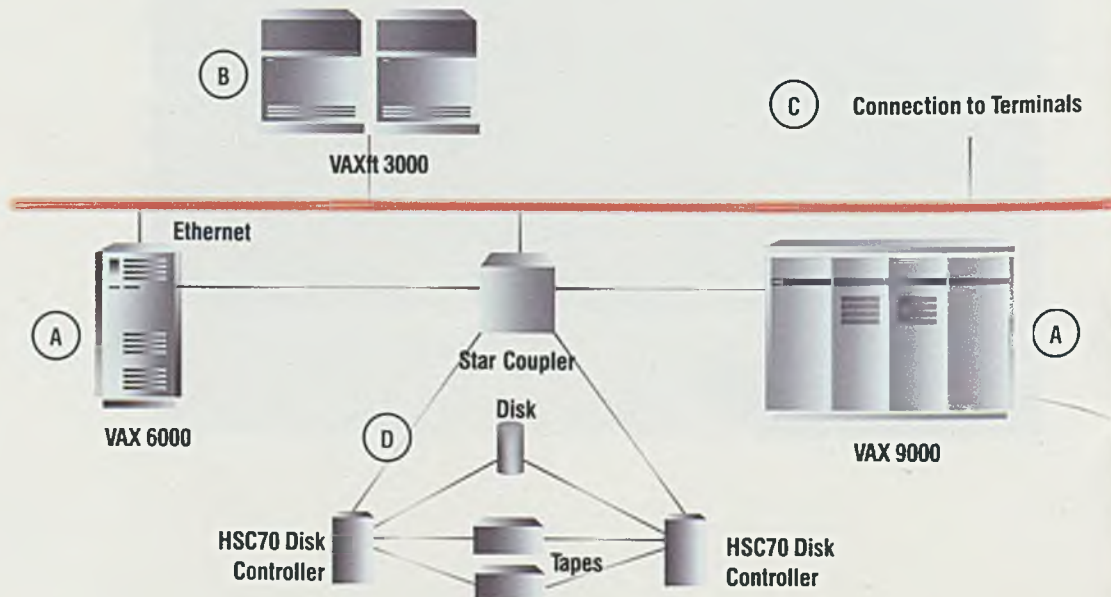 B
VAXft 3000
C
Connection to Terminals
Ethernet
A
VAX 6000
Star Coupler
A
VAX 9000
D
Disk
HSC70 Disk
Controller
Tapes
HSC70 Disk
Controller